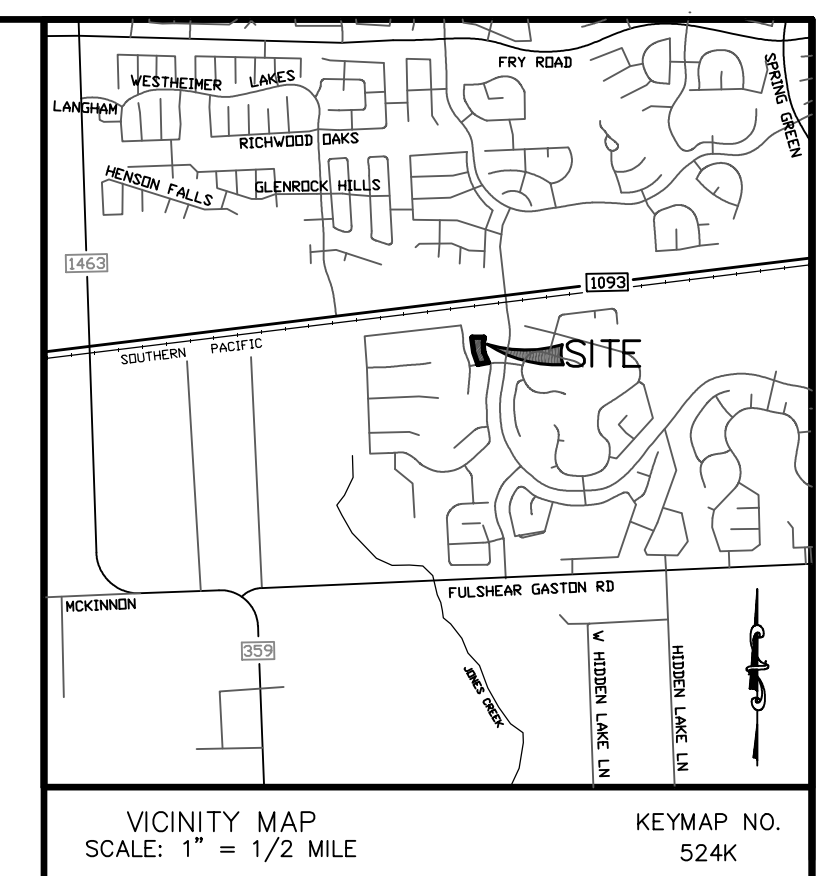 FRY ROAD
SPRING GREEN
WESTHEIMER LAKES
LANGHAM
RICHWOOD OAKS
HENSON FALLS
GLENROCK HILLS
1463
1093
SOUTHERN PACIFIC
SITE
FULSHEAR GASTON RD
MCKINNON
359
JONES CREEK
W HIDDEN LAKE LN
HIDDEN LAKE LN
VICINITY MAP
SCALE: 1" = 1/2 MILE
KEYMAP NO.
524K